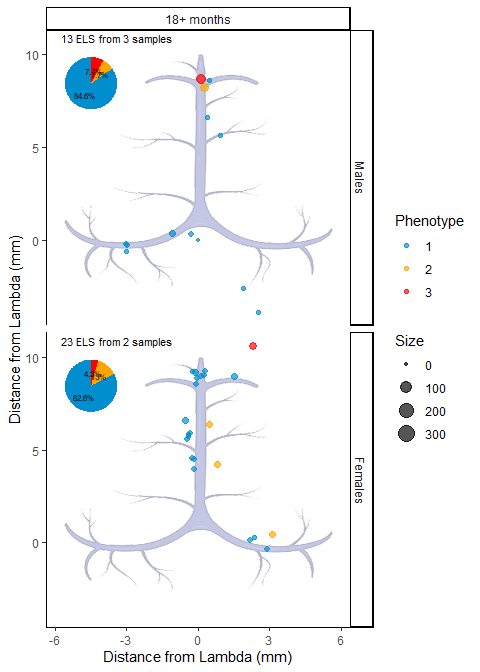 18+ months
13 ELS from 3 samples
84.6%
10
5
0
Males
23 ELS from 2 samples
4.3%
82.6%
10
5
0
Females
-6
-3
0
3
6
Distance from Lambda (mm)
Distance from Lambda (mm)
Phenotype
1
2
3
Size
0
100
200
300